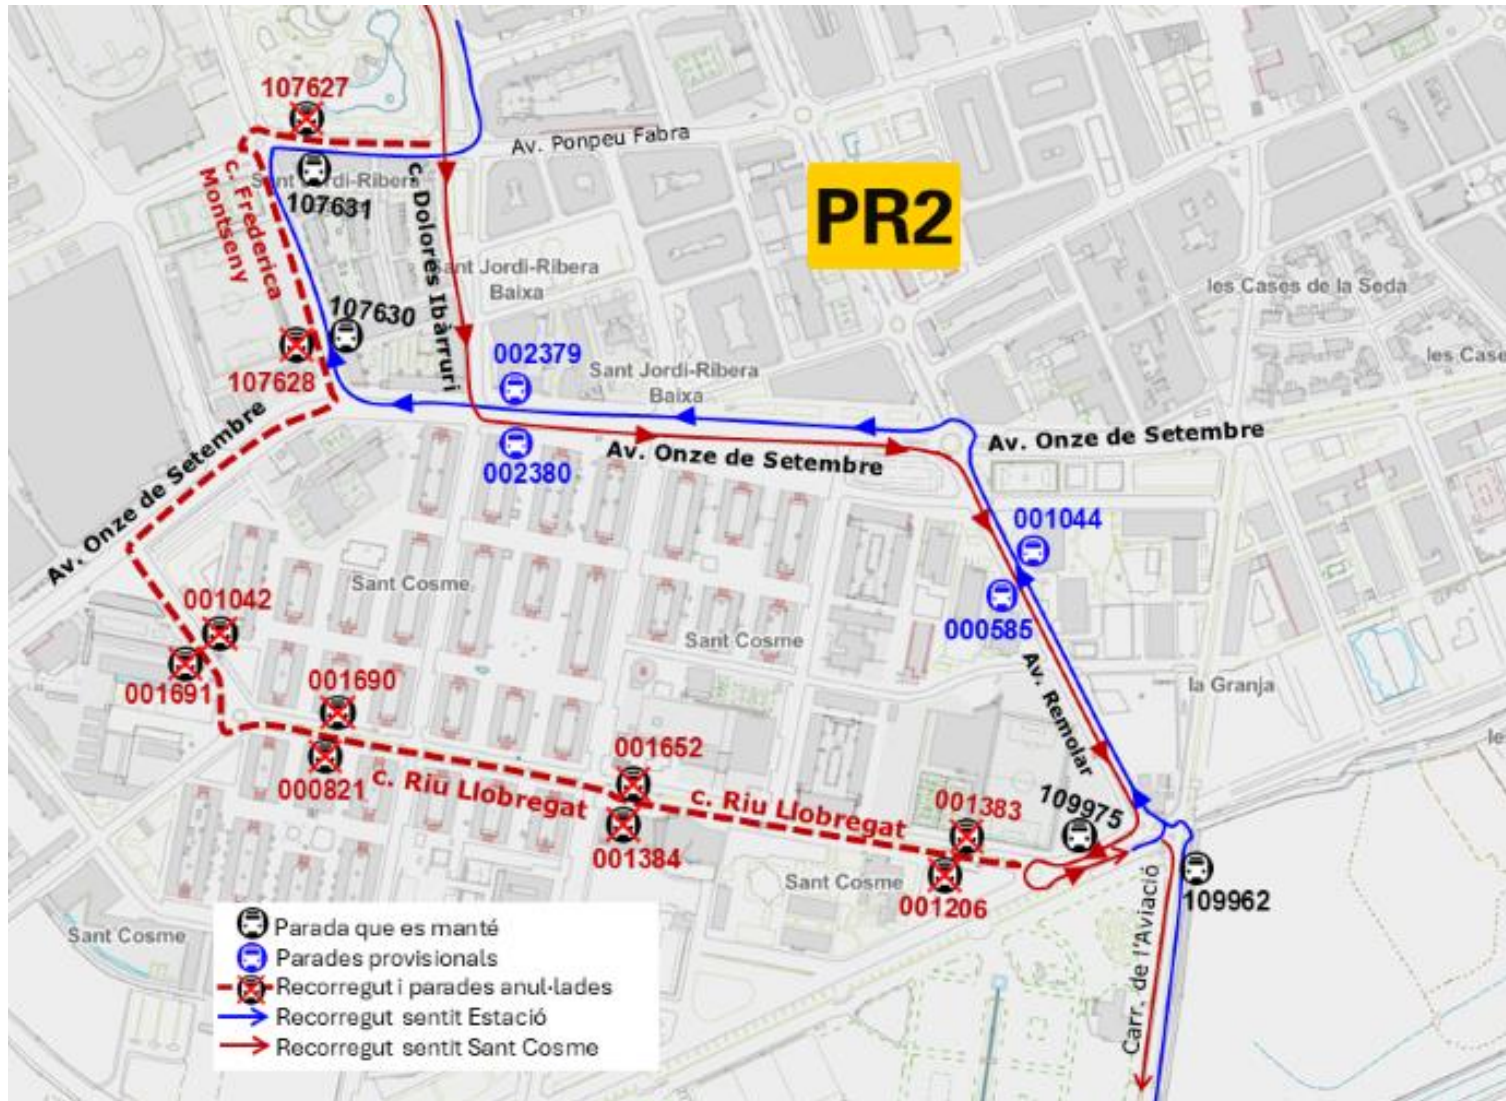 107627
Av. Ponpeu Fabra
c. Frederica
Montseny
Sant Jordi-Ribera
107631
c. Dolores Ibàrruri
PR2
Sant Jordi-Ribera
Baixa
les Cases de la Seda
107630
002379
les Case
107628
Sant Jordi-Ribera
Baixa
Av. Onze de Setembre
002380
Av. Onze de Setembre
Av. Onze de Setembre
001044
Sant Cosme
001042
000585
Sant Cosme
001691
001690
Av. Remolar
la Granja
001652
le
000821
c. Riu Llobregat
c. Riu Llobregat
001383
109975
001384
Sant Cosme
001206
109962
Carr. de l'Aviació
Sant Cosme
Parada que es manté
Parades provisionals
Recorregut i parades anul·lades
Recorregut sentit Estació
Recorregut sentit Sant Cosme